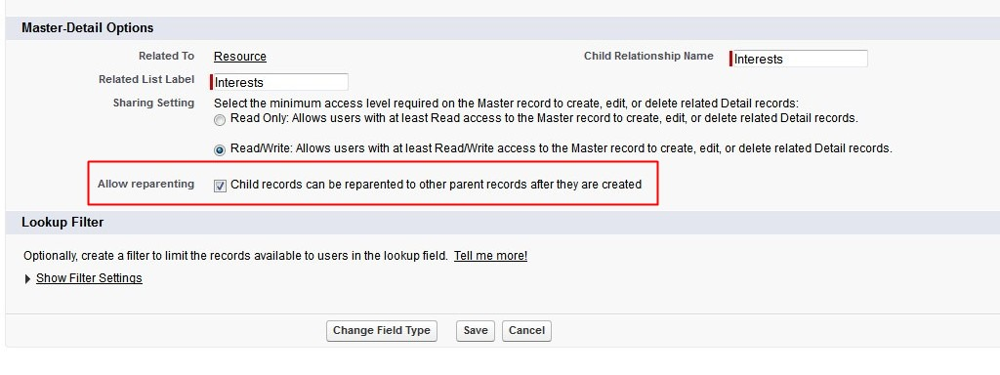 Master-Detail Options
Related To Resource Child Relationship Name Interests
Related List Label Interests
Sharing Setting Select the minimum access level required on the Master record to create, edit, or delete related Detail records:
Read Only: Allows users with at least Read access to the Master record to create, edit, or delete related Detail records.
Read/Write: Allows users with at least Read/Write access to the Master record to create, edit, or delete related Detail records.
Allow reparenting Child records can be reparented to other parent records after they are created
Lookup Filter
Optionally, create a filter to limit the records available to users in the lookup field. Tell me more!
Show Filter Settings
Change Field Type Save Cancel